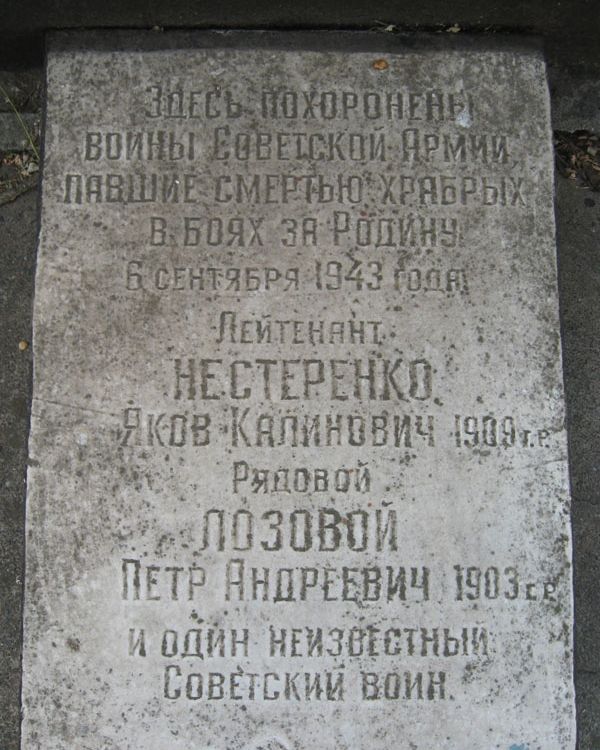 Здесь похоронены
воины Советской Армии,
павшие смертью храбрых
в боях за Родину
6 сентября 1943 года.
Лейтенант
НЕСТЕРЕНКО
Яков Калинович 1909 г.р.
Рядовой
ЛОЗОВОЙ
Петр Андреевич 1903 г.р.
и один неизвестный
Советский воин.